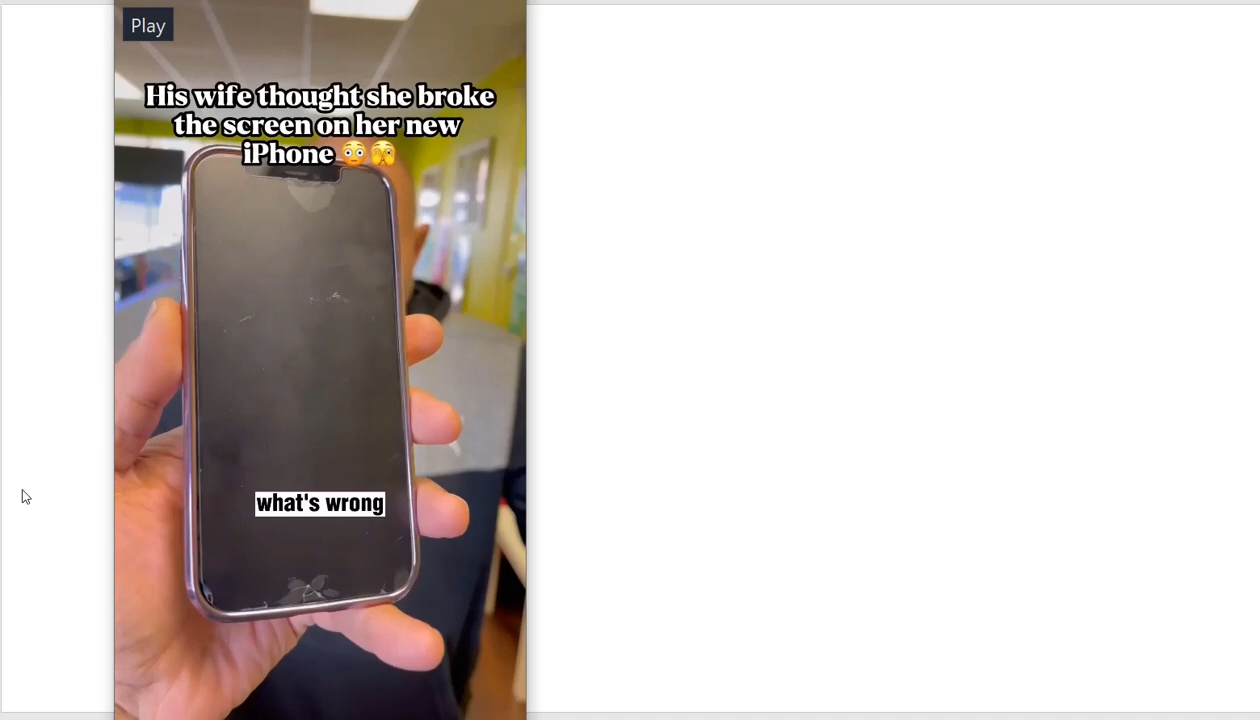 Play
His wife thought she broke
the screen on her new
iPhone 😳🫣
what's wrong